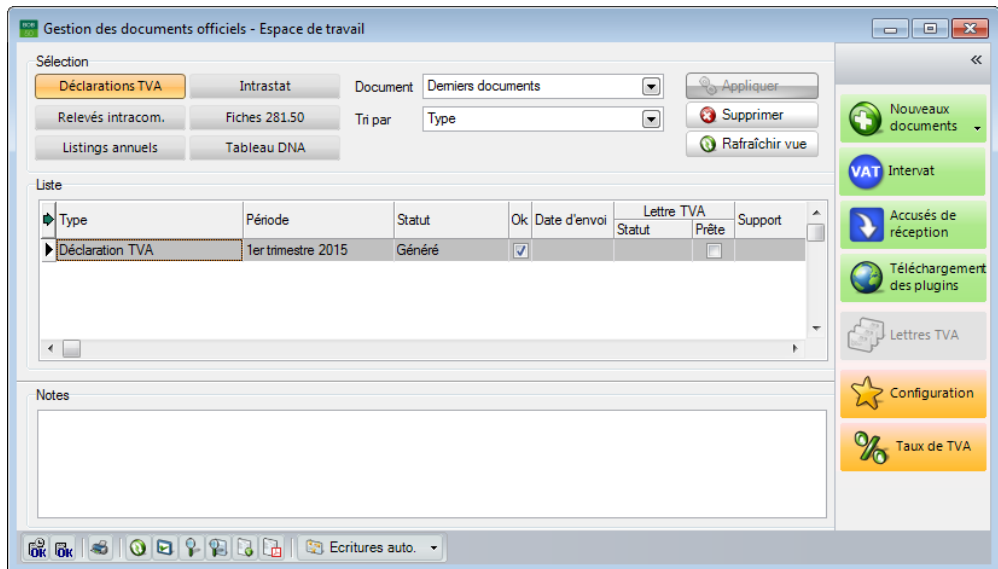 Gestion des documents officiels - Espace de travail
Sélection
Déclarations TVA
Intrastat
Document
Derniers documents
Appliquer
Relevés intracom.
Fiches 281.50
Tri par
Type
Supprimer
Listings annuels
Tableau DNA
Rafraîchir vue
Liste
Type
Période
Statut
Ok
Date d'envoi
Lettre TVA
Statut
Prête
Support
Déclaration TVA
1er trimestre 2015
Généré
Notes
OK
OK
Ecritures auto.
Nouveaux
documents
VAT
Intervat
Accusés de
réception
Téléchargement
des plugins
Lettres TVA
Configuration
Taux de TVA